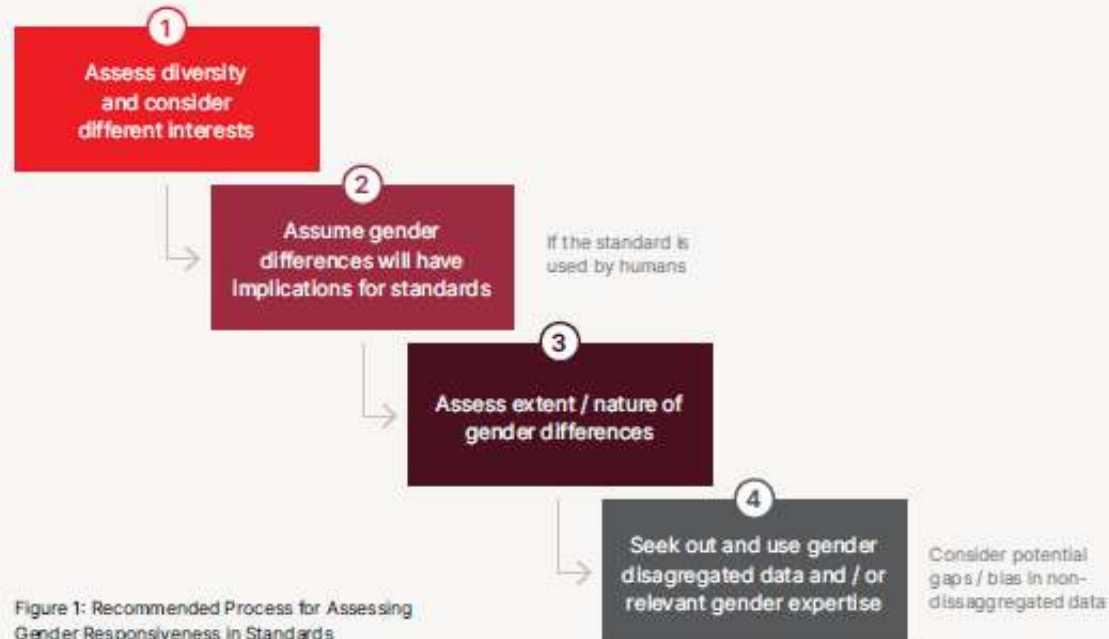 1
Assess diversity
and consider
different interests
2
Assume gender
differences will have
implications for standards
If the standard is
used by humans
3
Assess extent / nature of
gender differences
4
Seek out and use gender
disagregated data and / or
relevant gender expertise
Consider potential
gaps / bias in non-
dissaggregated data
Figure 1: Recommended Process for Assessing
Gender Responsiveness in Standards